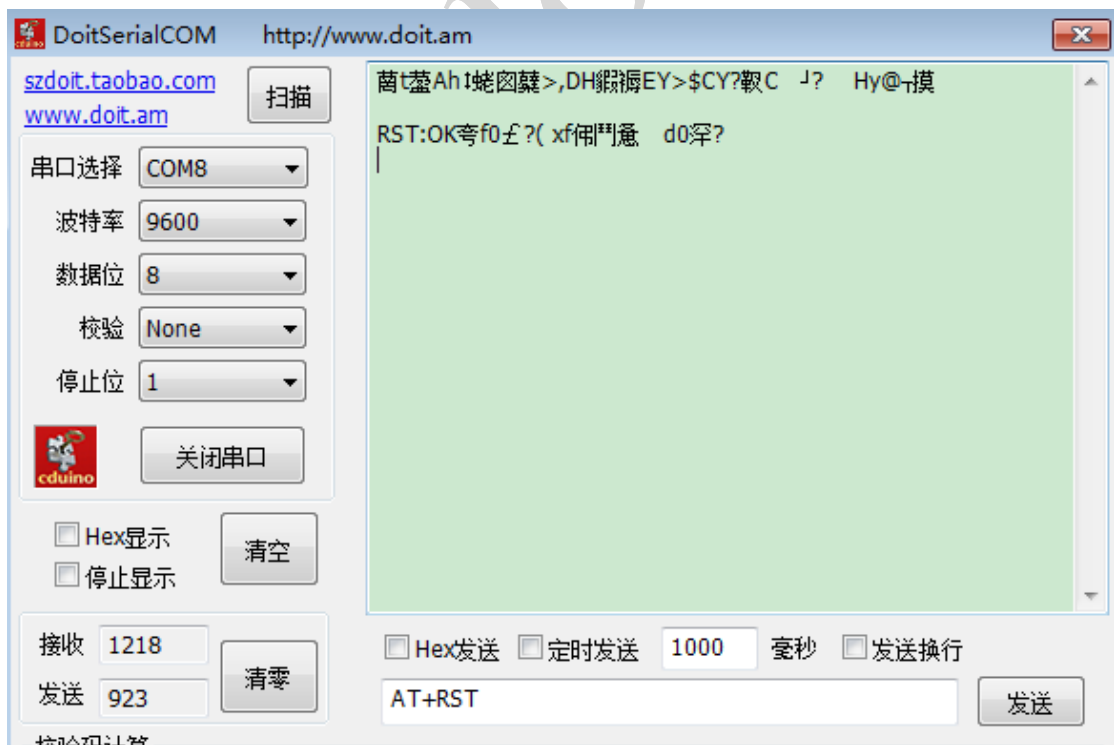 DoitSerialCOM http://www.doit.am
szdoit.taobao.com
www.doit.am
扫描
串口选择 COM8
波特率 9600
数据位 8
校验 None
停止位 1
cduino
关闭串口
Hex显示
停止显示
清空
接收 1218
发送 923
清零
RST:OK
Hex发送 定时发送 1000 毫秒 发送换行
AT+RST
发送